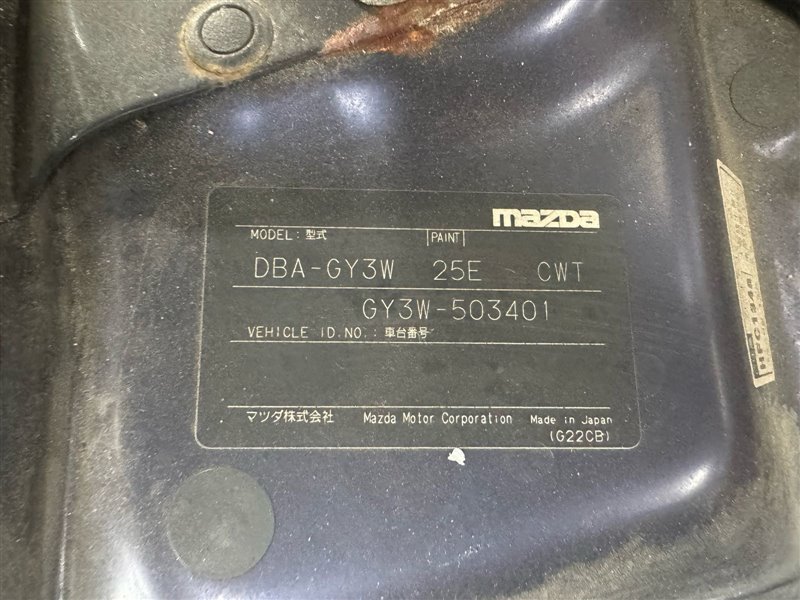 mazda
MODEL: 型式 PAINT
DBA-GY3W 25E CWT
GY3W-503401
VEHICLE ID.NO.: 車台番号
マツダ株式会社 Mazda Motor Corporation Made in Japan
(G22CB)